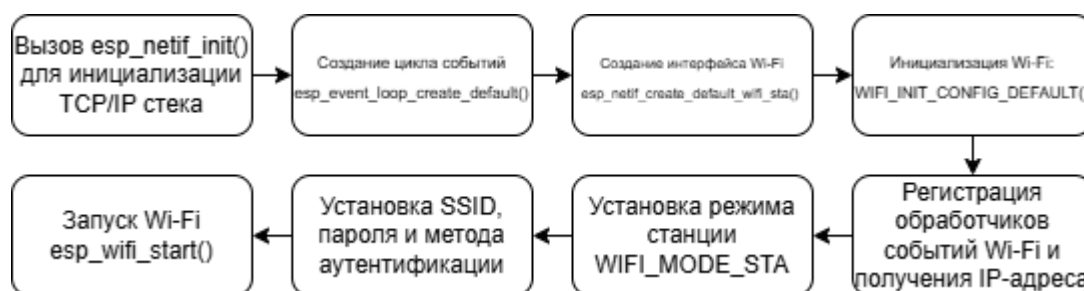 Вызов esp_netif_init()
для инициализации
TCP/IP стека
Создание цикла событий
esp_event_loop_create_default()
Создание интерфейса Wi-Fi
esp_netif_create_default_wifi_sta()
Инициализация Wi-Fi:
WIFI_INIT_CONFIG_DEFAULT()
Регистрация
обработчиков
событий Wi-Fi и
получения IP-адреса
Установка режима
станции
WIFI_MODE_STA
Установка SSID,
пароля и метода
аутентификации
Запуск Wi-Fi
esp_wifi_start()